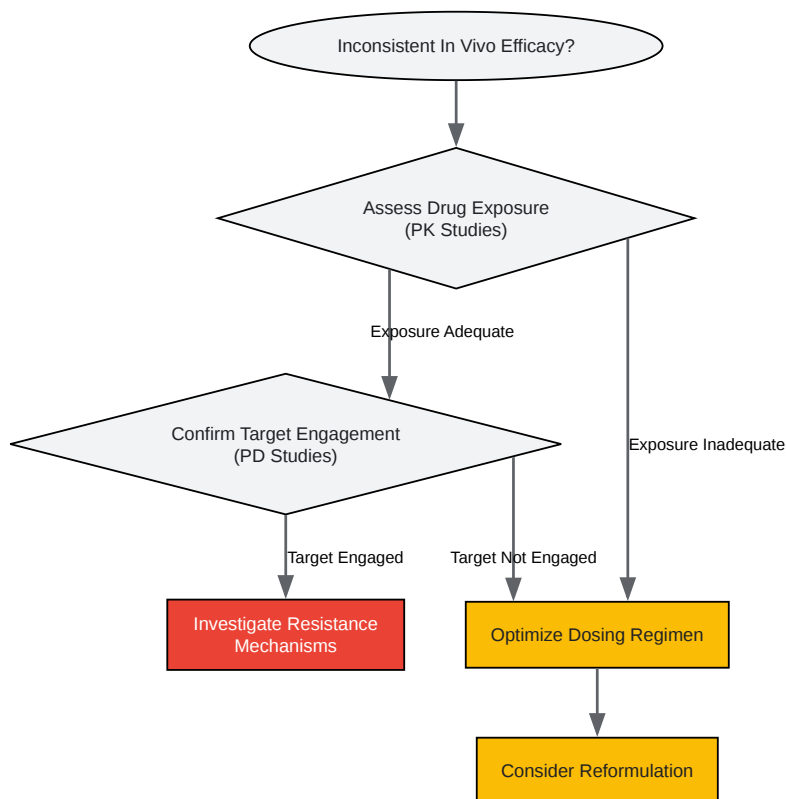 Inconsistent In Vivo Efficacy?
Assess Drug Exposure
(PK Studies)
Exposure Adequate
Confirm Target Engagement
(PD Studies)
Exposure Inadequate
Target Engaged
Target Not Engaged
Investigate Resistance
Mechanisms
Optimize Dosing Regimen
Consider Reformulation